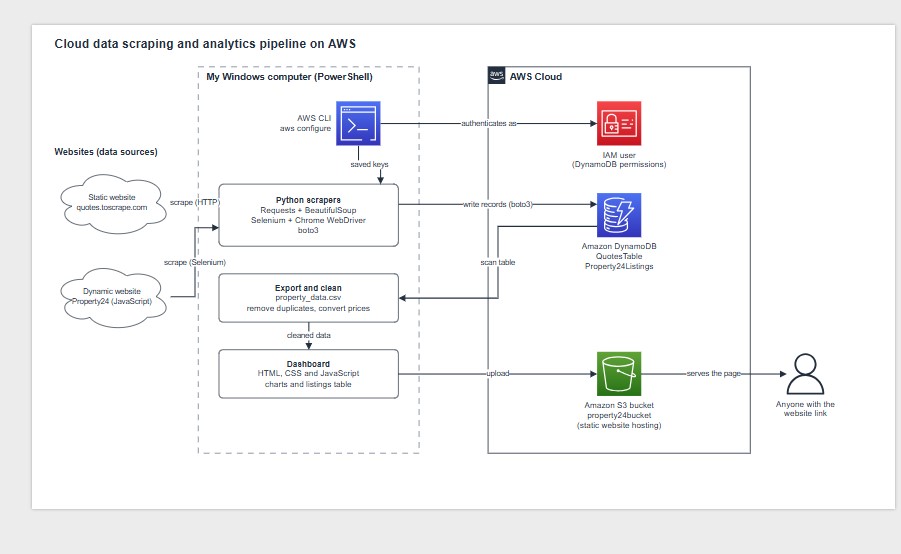 Cloud data scraping and analytics pipeline on AWS
My Windows computer (PowerShell)
aws
AWS Cloud
AWS CLI
aws configure
authenticates as
IAM user
(DynamoDB permissions)
saved keys
Websites (data sources)
Static website
quotes.toscrape.com
scrape (HTTP)
Python scrapers
Requests + BeautifulSoup
Selenium + Chrome WebDriver
boto3
write records (boto3)
Amazon DynamoDB
QuotesTable
Property24Listings
scrape (Selenium)
scan table
Dynamic website
Property24 (JavaScript)
Export and clean
property_data.csv
remove duplicates, convert prices
cleaned data
Dashboard
HTML, CSS and JavaScript
charts and listings table
upload
Amazon S3 bucket
property24bucket
(static website hosting)
serves the page
Anyone with the
website link